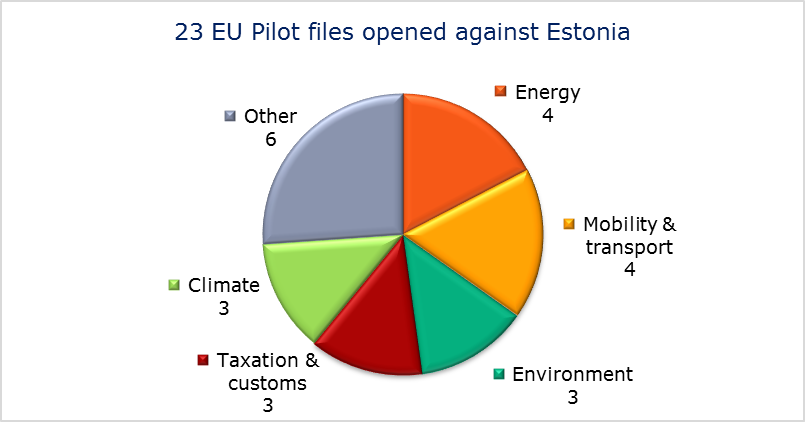 23 EU Pilot files opened against Estonia
Energy
4
Mobility &
transport
4
Environment
3
Taxation &
customs
3
Climate
3
Other
6